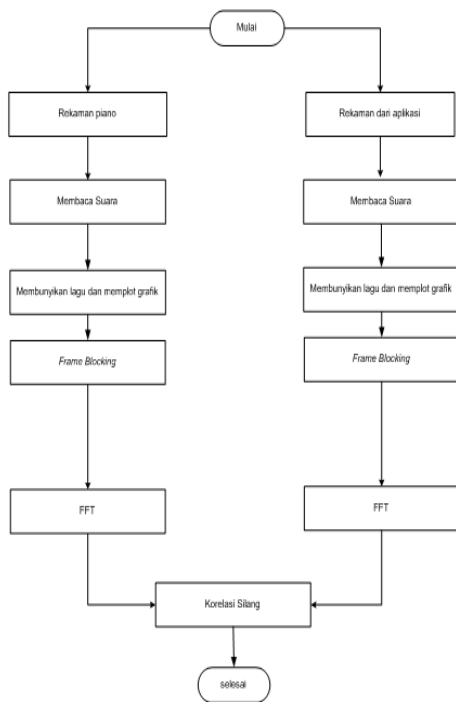 Mulai
Rekaman piano
Rekaman dari aplikasi
Membaca Suara
Membaca Suara
Membunyikan lagu dan memplot grafik
Membunyikan lagu dan memplot grafik
Frame Blocking
Frame Blocking
FFT
FFT
Korelasi Silang
selesai